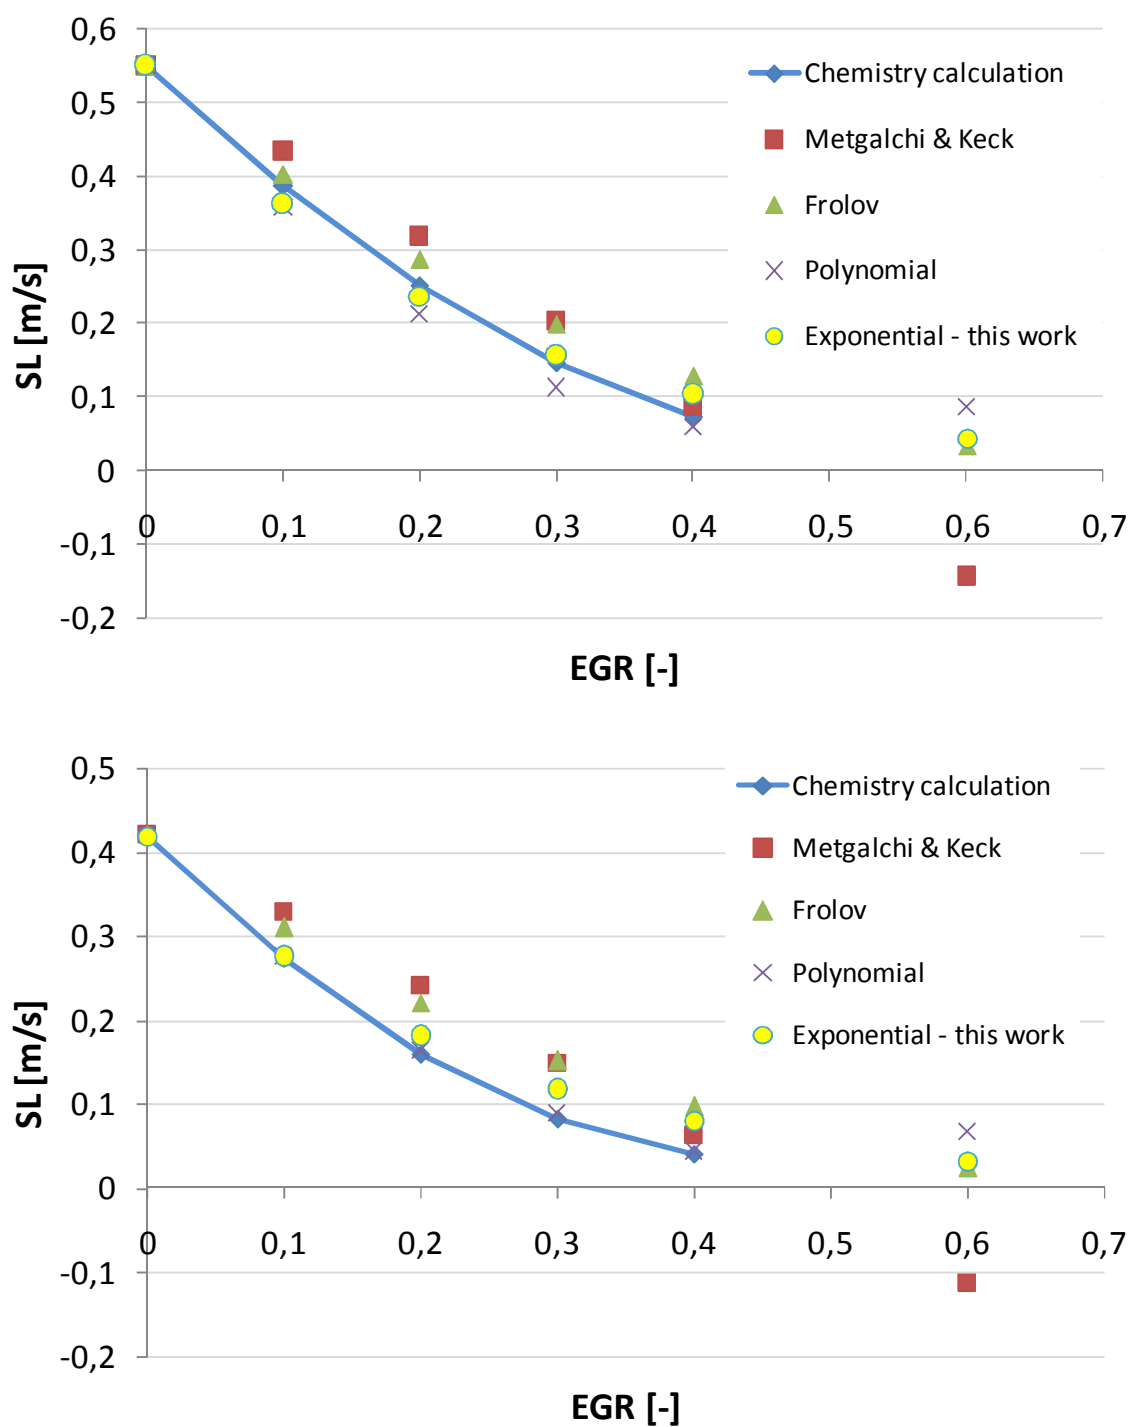 0,6
0,5
0,4
0,3
0,2
0,1
0
-0,1
-0,2
SL [m/s]
0 0,1 0,2 0,3 0,4 0,5 0,6 0,7
EGR [-]
Chemistry calculation
Metgalchi & Keck
Frolov
Polynomial
Exponential - this work
0,5
0,4
0,3
0,2
0,1
0
-0,1
-0,2
SL [m/s]
0 0,1 0,2 0,3 0,4 0,5 0,6 0,7
EGR [-]
Chemistry calculation
Metgalchi & Keck
Frolov
Polynomial
Exponential - this work